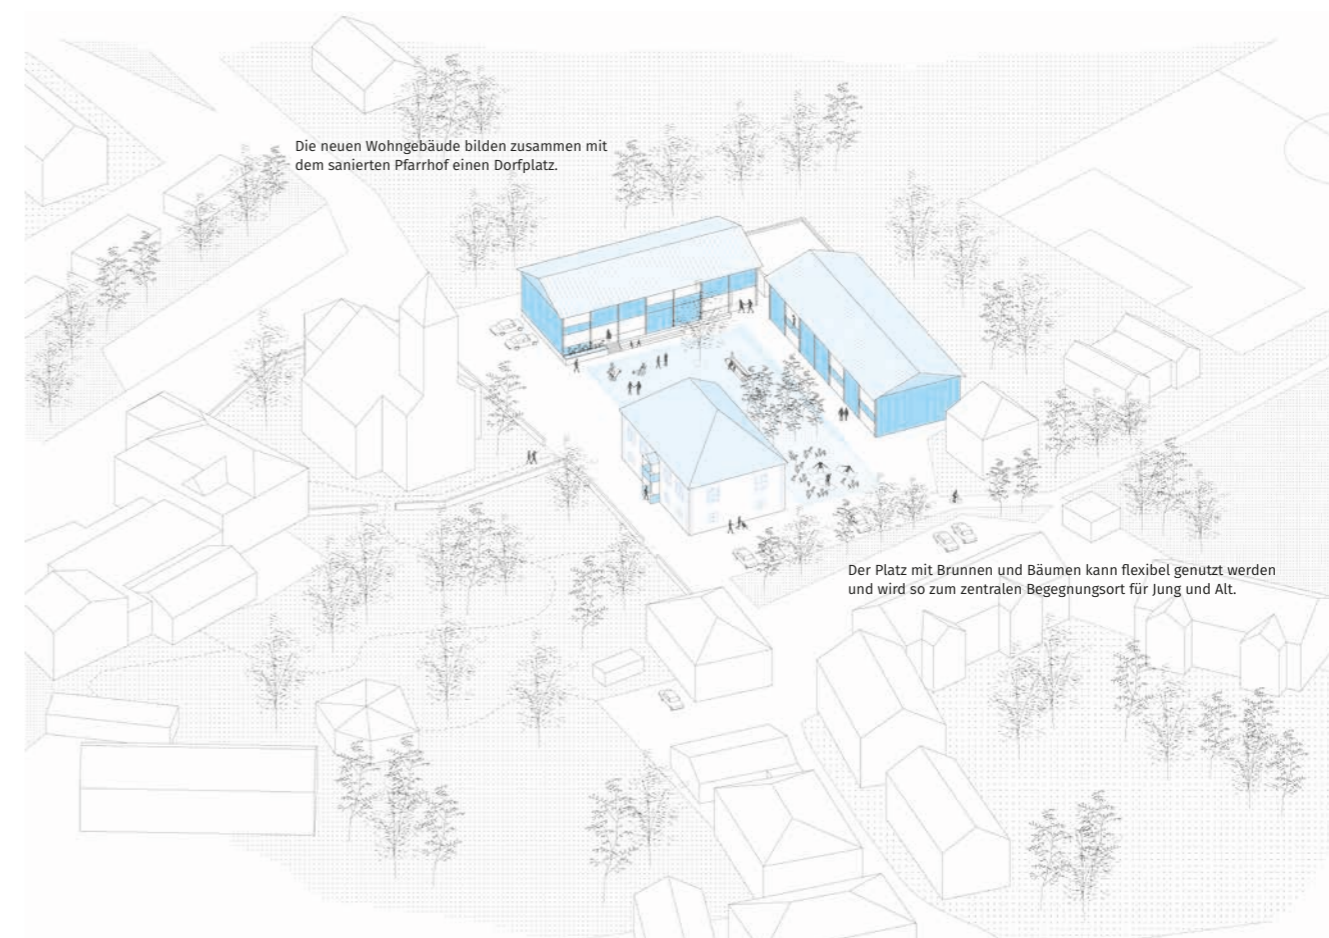 Die neuen Wohngebäude bilden zusammen mit
dem sanierten Pfarrhof einen Dorfplatz.
Der Platz mit Brunnen und Bäumen kann flexibel genutzt werden
und wird so zum zentralen Begegnungsort für Jung und Alt.